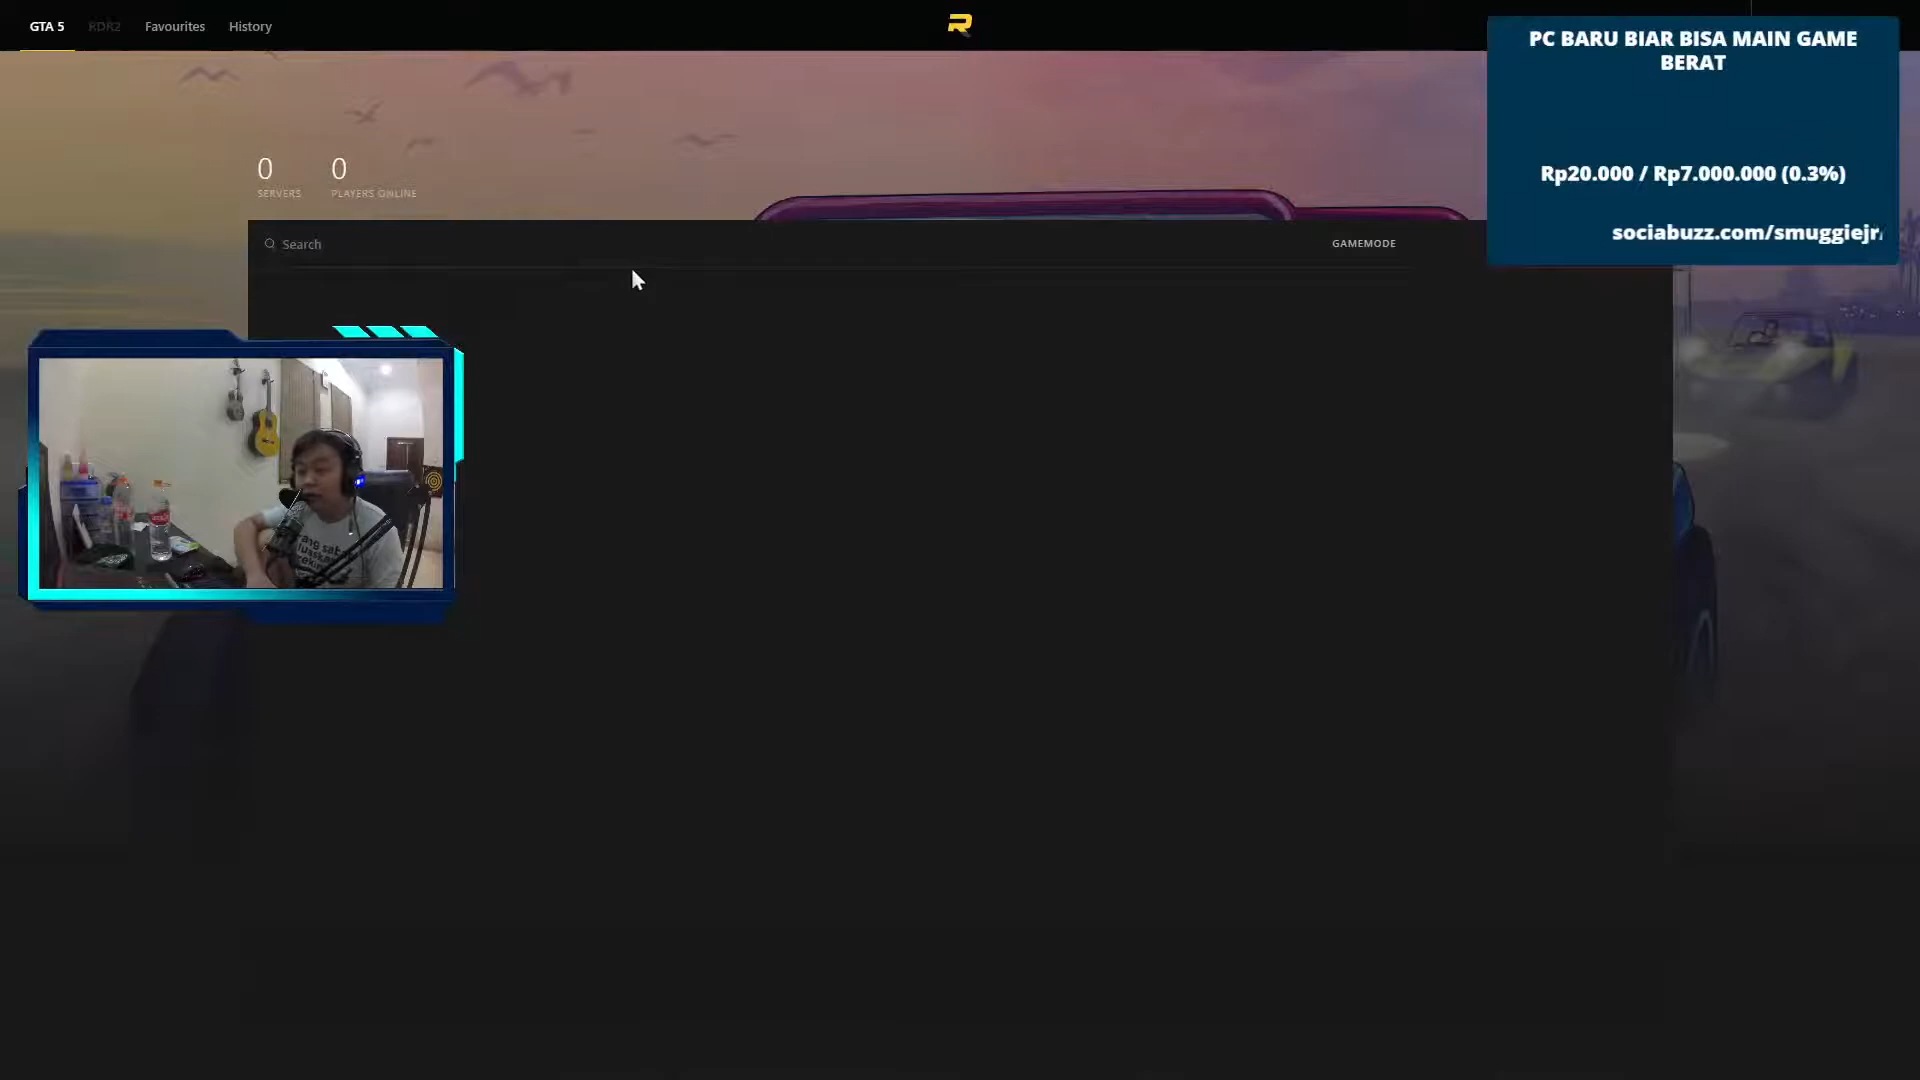 GTA 5
RDR2
Favourites
History
PC BARU BIAR BISA MAIN GAME
BERAT
Rp20.000 / Rp7.000.000 (0.3%)
sociabuzz.com/smuggiejr/
0
SERVERS
0
PLAYERS ONLINE
Search
GAMEMODE